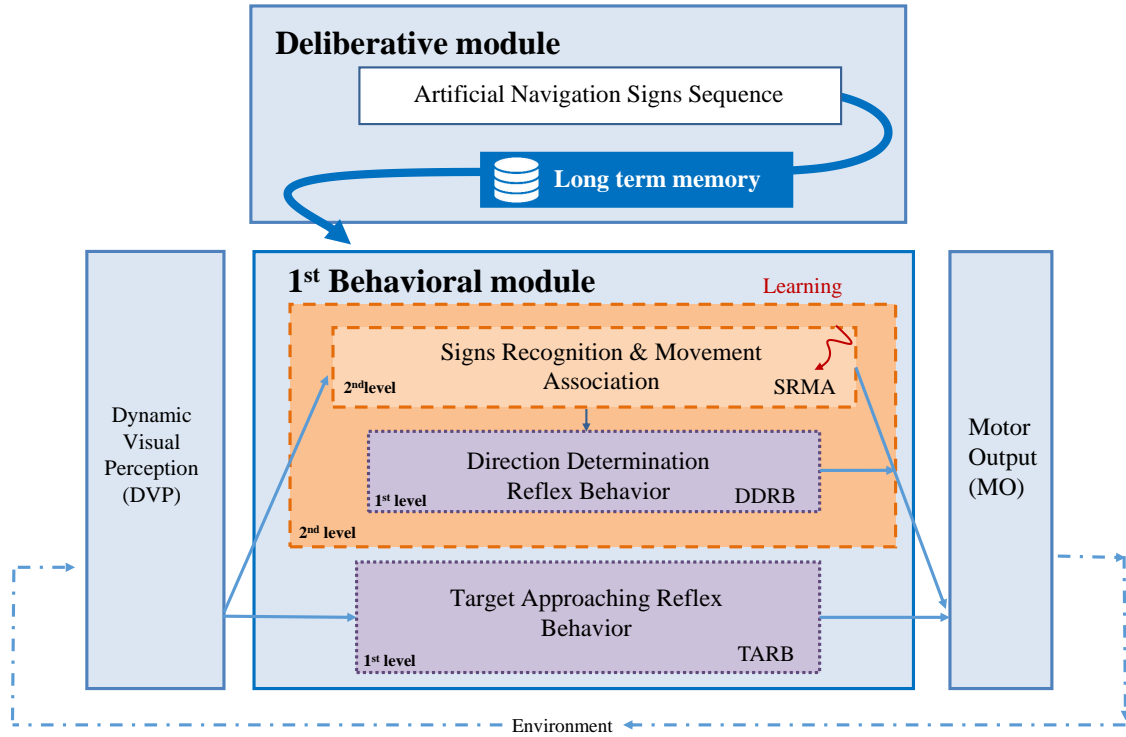 Deliberative module
Artificial Navigation Signs Sequence
Long term memory
1st Behavioral module
Learning
Signs Recognition & Movement
Association
2ndlevel
SRMA
Direction Determination
Reflex Behavior
1st level
DDRB
2nd level
Target Approaching Reflex
Behavior
1st level
TARB
Dynamic
Visual
Perception
(DVP)
Motor
Output
(MO)
Environment